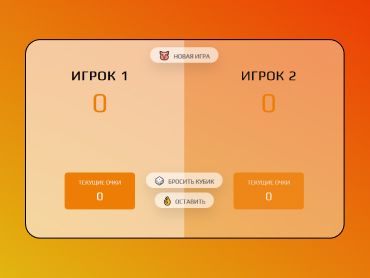 НОВАЯ ИГРА
ИГРОК 1
0
ИГРОК 2
0
ТЕКУЩИЕ ОЧКИ
0
БРОСИТЬ КУБИК
ОСТАВИТЬ
ТЕКУЩИЕ ОЧКИ
0